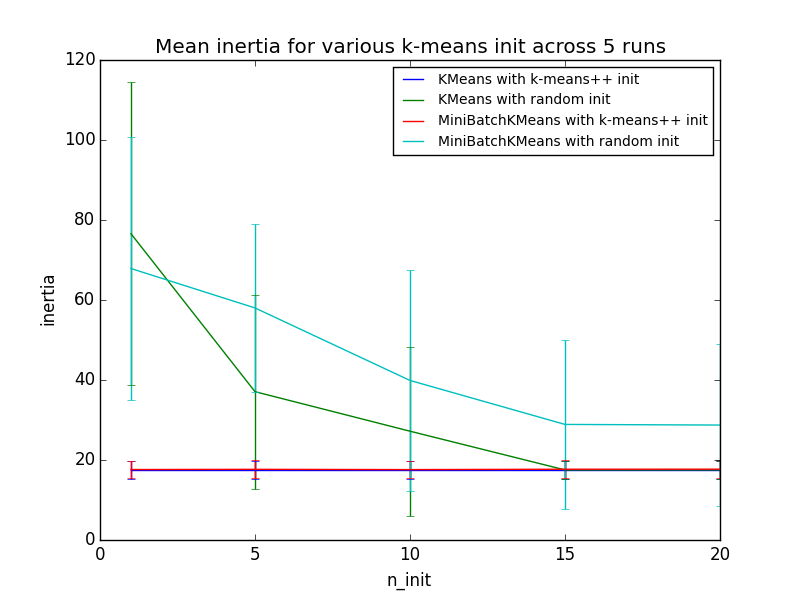 Mean inertia for various k-means init across 5 runs
KMeans with k-means++ init
KMeans with random init
MiniBatchKMeans with k-means++ init
MiniBatchKMeans with random init
120
100
80
60
40
20
0
inertia
0 5 10 15 20
n_init